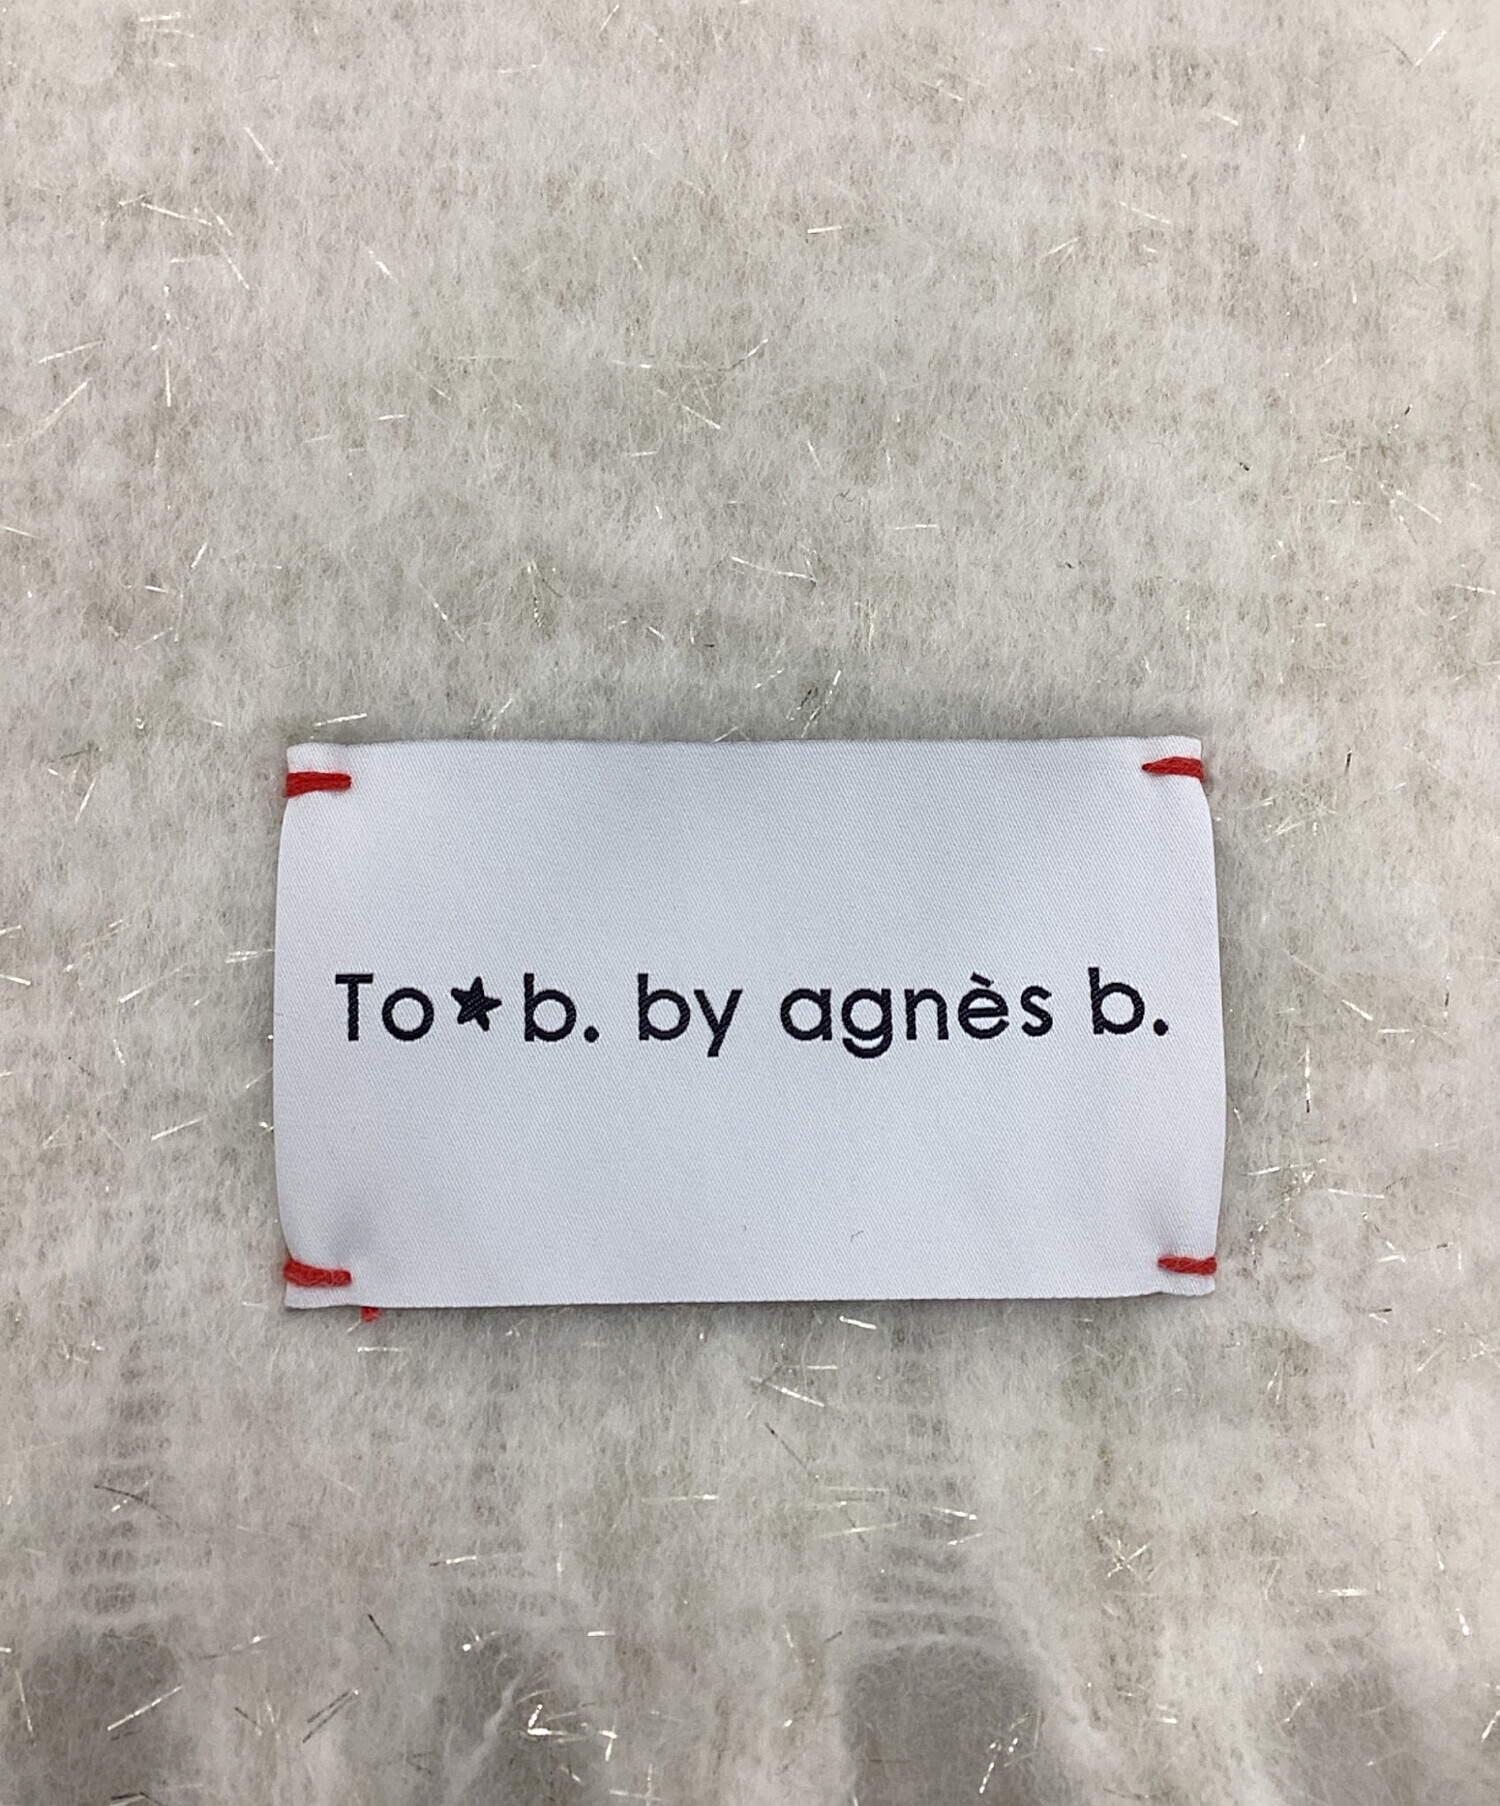 To★b. by agnès b.